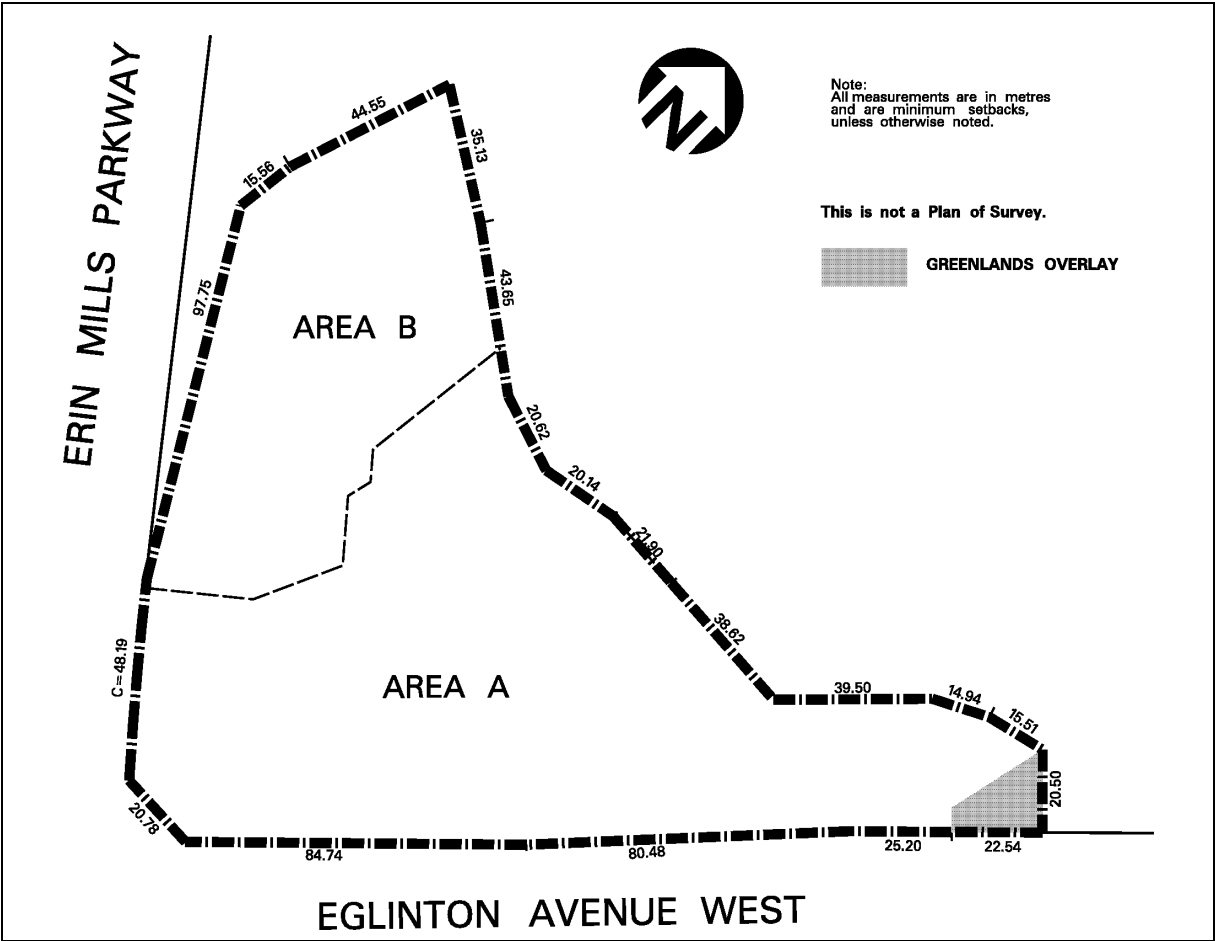 ERIN MILLS PARKWAY
44.55
15.56
35.13
97.75
43.65
AREA B
20.62
20.14
21.90
38.62
C=48.19
AREA A
39.50
14.94
15.51
20.50
20.78
84.74
80.48
25.20
22.54
EGLINTON AVENUE WEST
N
Note:
All measurements are in metres
and are minimum setbacks,
unless otherwise noted.
This is not a Plan of Survey.
GREENLANDS OVERLAY